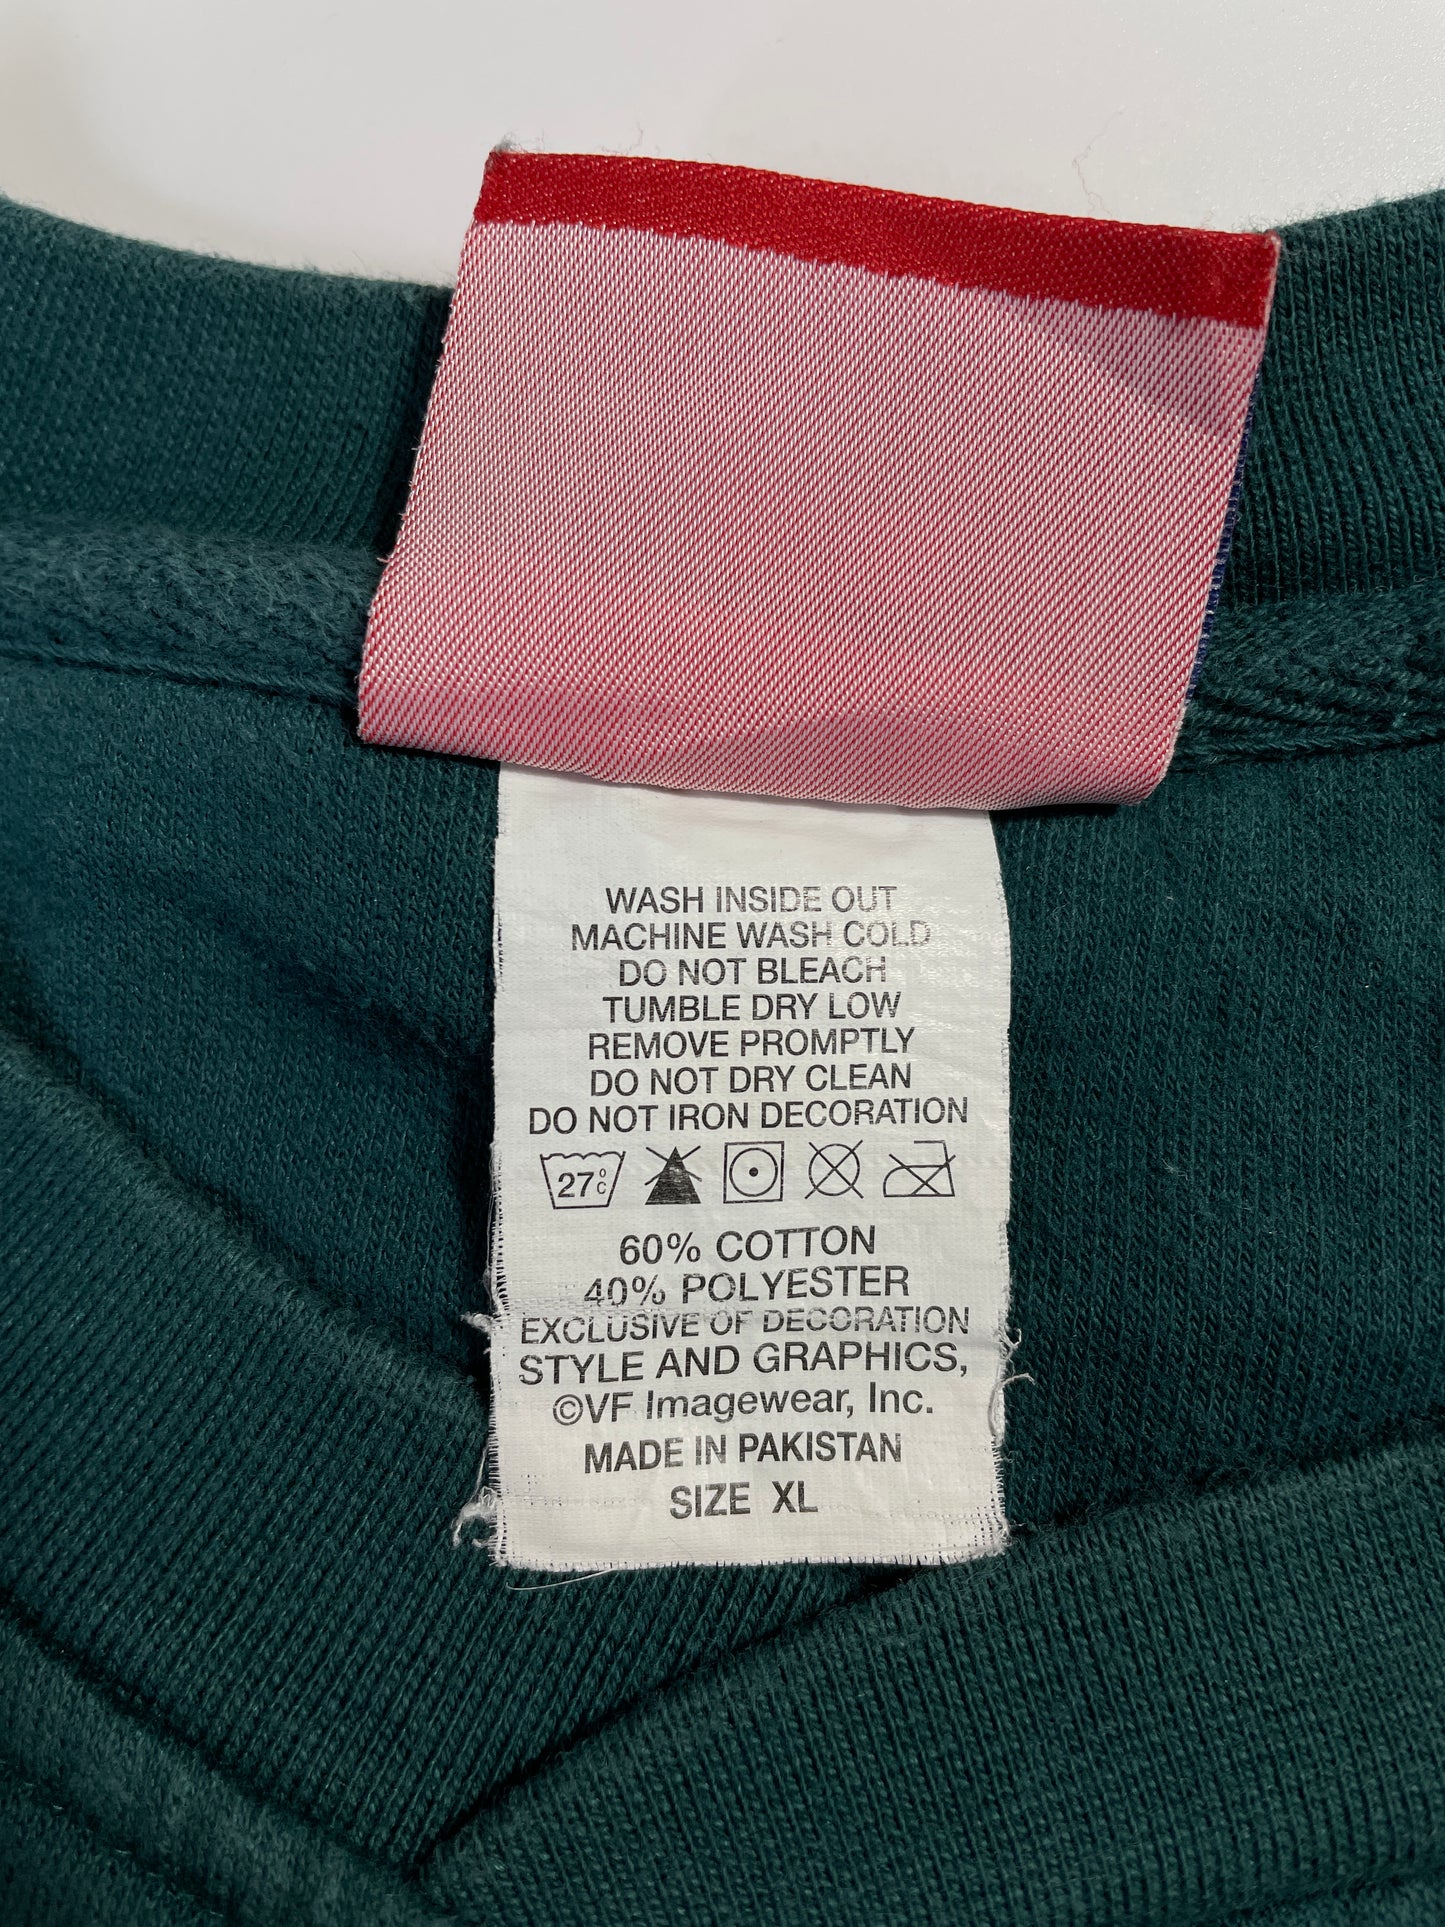 WASH INSIDE OUT
MACHINE WASH COLD
DO NOT BLEACH
TUMBLE DRY LOW
REMOVE PROMPTLY
DO NOT DRY CLEAN
DO NOT IRON DECORATION
27°C
60% COTTON
40% POLYESTER
EXCLUSIVE OF DECORATION
STYLE AND GRAPHICS,
©VF Imagewear, Inc.
MADE IN PAKISTAN
SIZE XL